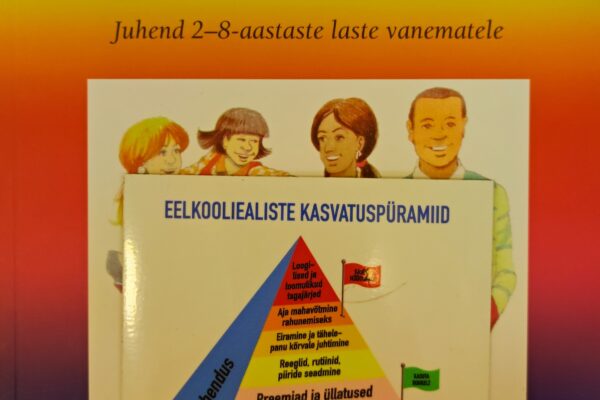 Juhend 2–8-aastaste laste vanematele
EELKOOLIEALISTE KASVATUSPÜRAMIID
Loogi-
lised ja
loomulikud
tagajärjed
Aja mahavõtmine
rahunemiseks
Eiramine ja tähele-
panu kõrvale juhtimine
Reeglid, rutiinid,
piiride seadmine
Preemiad ja üllatused
KASUTA